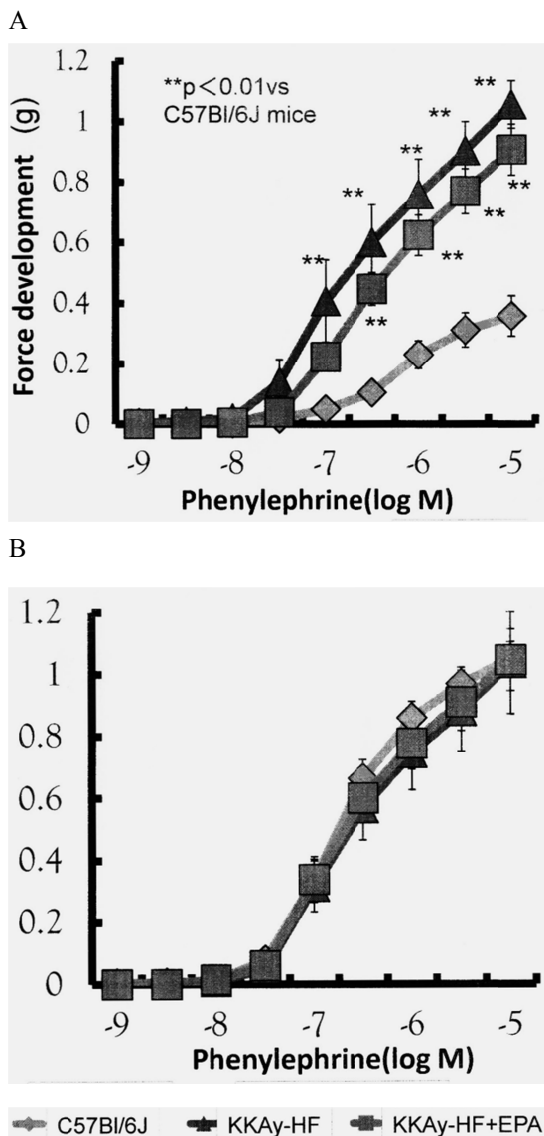 A
1.2
**p<0.01vs
C57Bl/6J mice
**
**
**
**
**
**
**
**
**
**
Force development (g)
1
0.8
0.6
0.4
0.2
0
-9 -8 -7 -6 -5
Phenylephrine(log M)
B
1.2
1
0.8
0.6
0.4
0.2
0
-9 -8 -7 -6 -5
Phenylephrine(log M)
C57Bl/6J KKAy-HF KKAy-HF+EPA